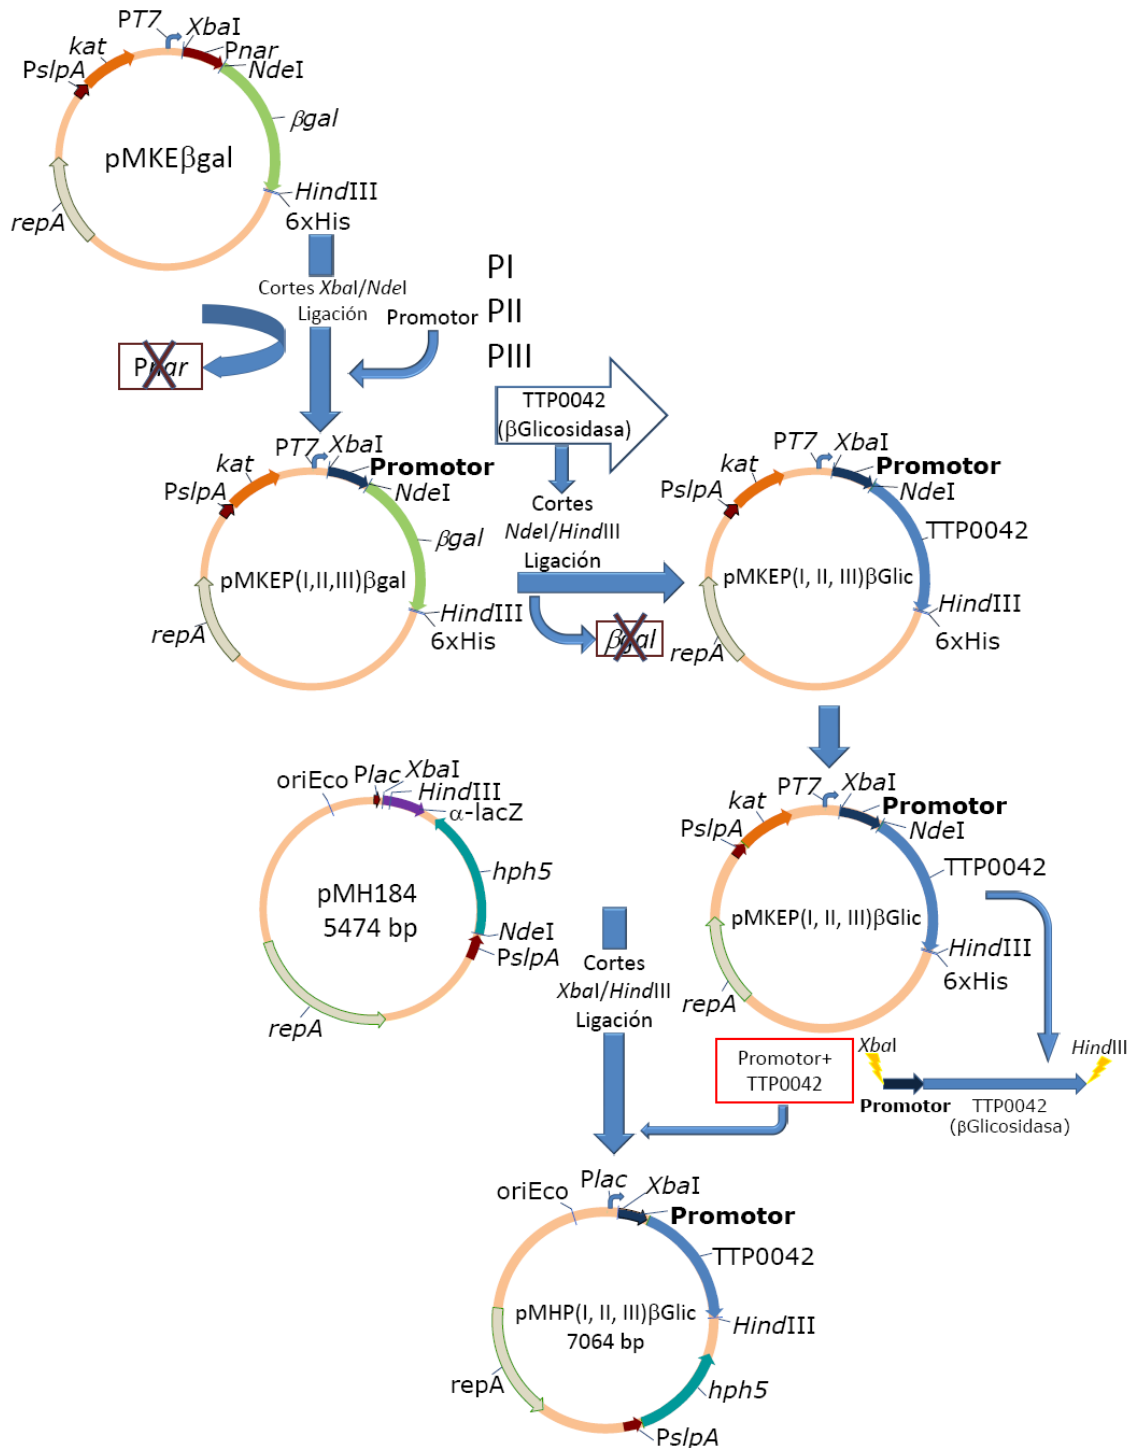 PT7
XbaI
kat
Pnar
PslpA
NdeI
βgal
pMKEβgal
HindIII
repA
6xHis
PI
Cortes XbaI/NdeI
Ligación
PII
Promotor
Pnar
PIII
TTP0042
(βGlicosidasa)
PT7
XbaI
kat
Promotor
PslpA
NdeI
βgal
pMKEP(I,II,III)βgal
HindIII
repA
6xHis
Cortes
NdeI/HindIII
Ligación
βgal
PT7
XbaI
kat
Promotor
PslpA
NdeI
TTP0042
pMKEP(I, II, III)βGlic
HindIII
6xHis
repA
oriEco
Plac
XbaI
HindIII
α-lacZ
hph5
pMH184
5474 bp
NdeI
PslpA
repA
PT7
XbaI
kat
Promotor
PslpA
NdeI
TTP0042
pMKEP(I, II, III)βGlic
HindIII
6xHis
repA
Cortes
XbaI/HindIII
Ligación
Promotor+
TTP0042
XbaI
HindIII
Promotor
TTP0042
(βGlicosidasa)
Plac
XbaI
oriEco
Promotor
TTP0042
pMHP(I, II, III)βGlic
7064 bp
HindIII
repA
hph5
PslpA